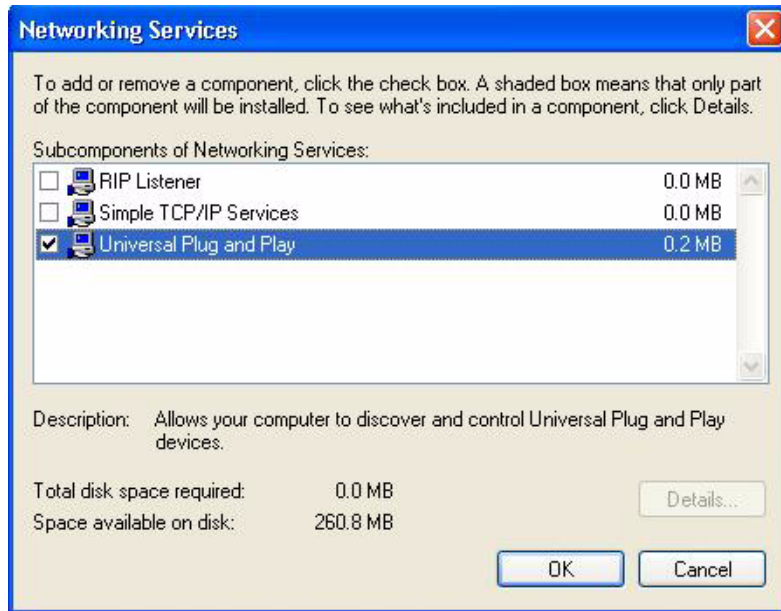 Networking Services
To add or remove a component, click the check box. A shaded box means that only part
of the component will be installed. To see what's included in a component, click Details.
Subcomponents of Networking Services:
RIP Listener 0.0 MB
Simple TCP/IP Services 0.0 MB
Universal Plug and Play 0.2 MB
Description: Allows your computer to discover and control Universal Plug and Play
devices.
Total disk space required: 0.0 MB
Details...
Space available on disk: 260.8 MB
OK Cancel